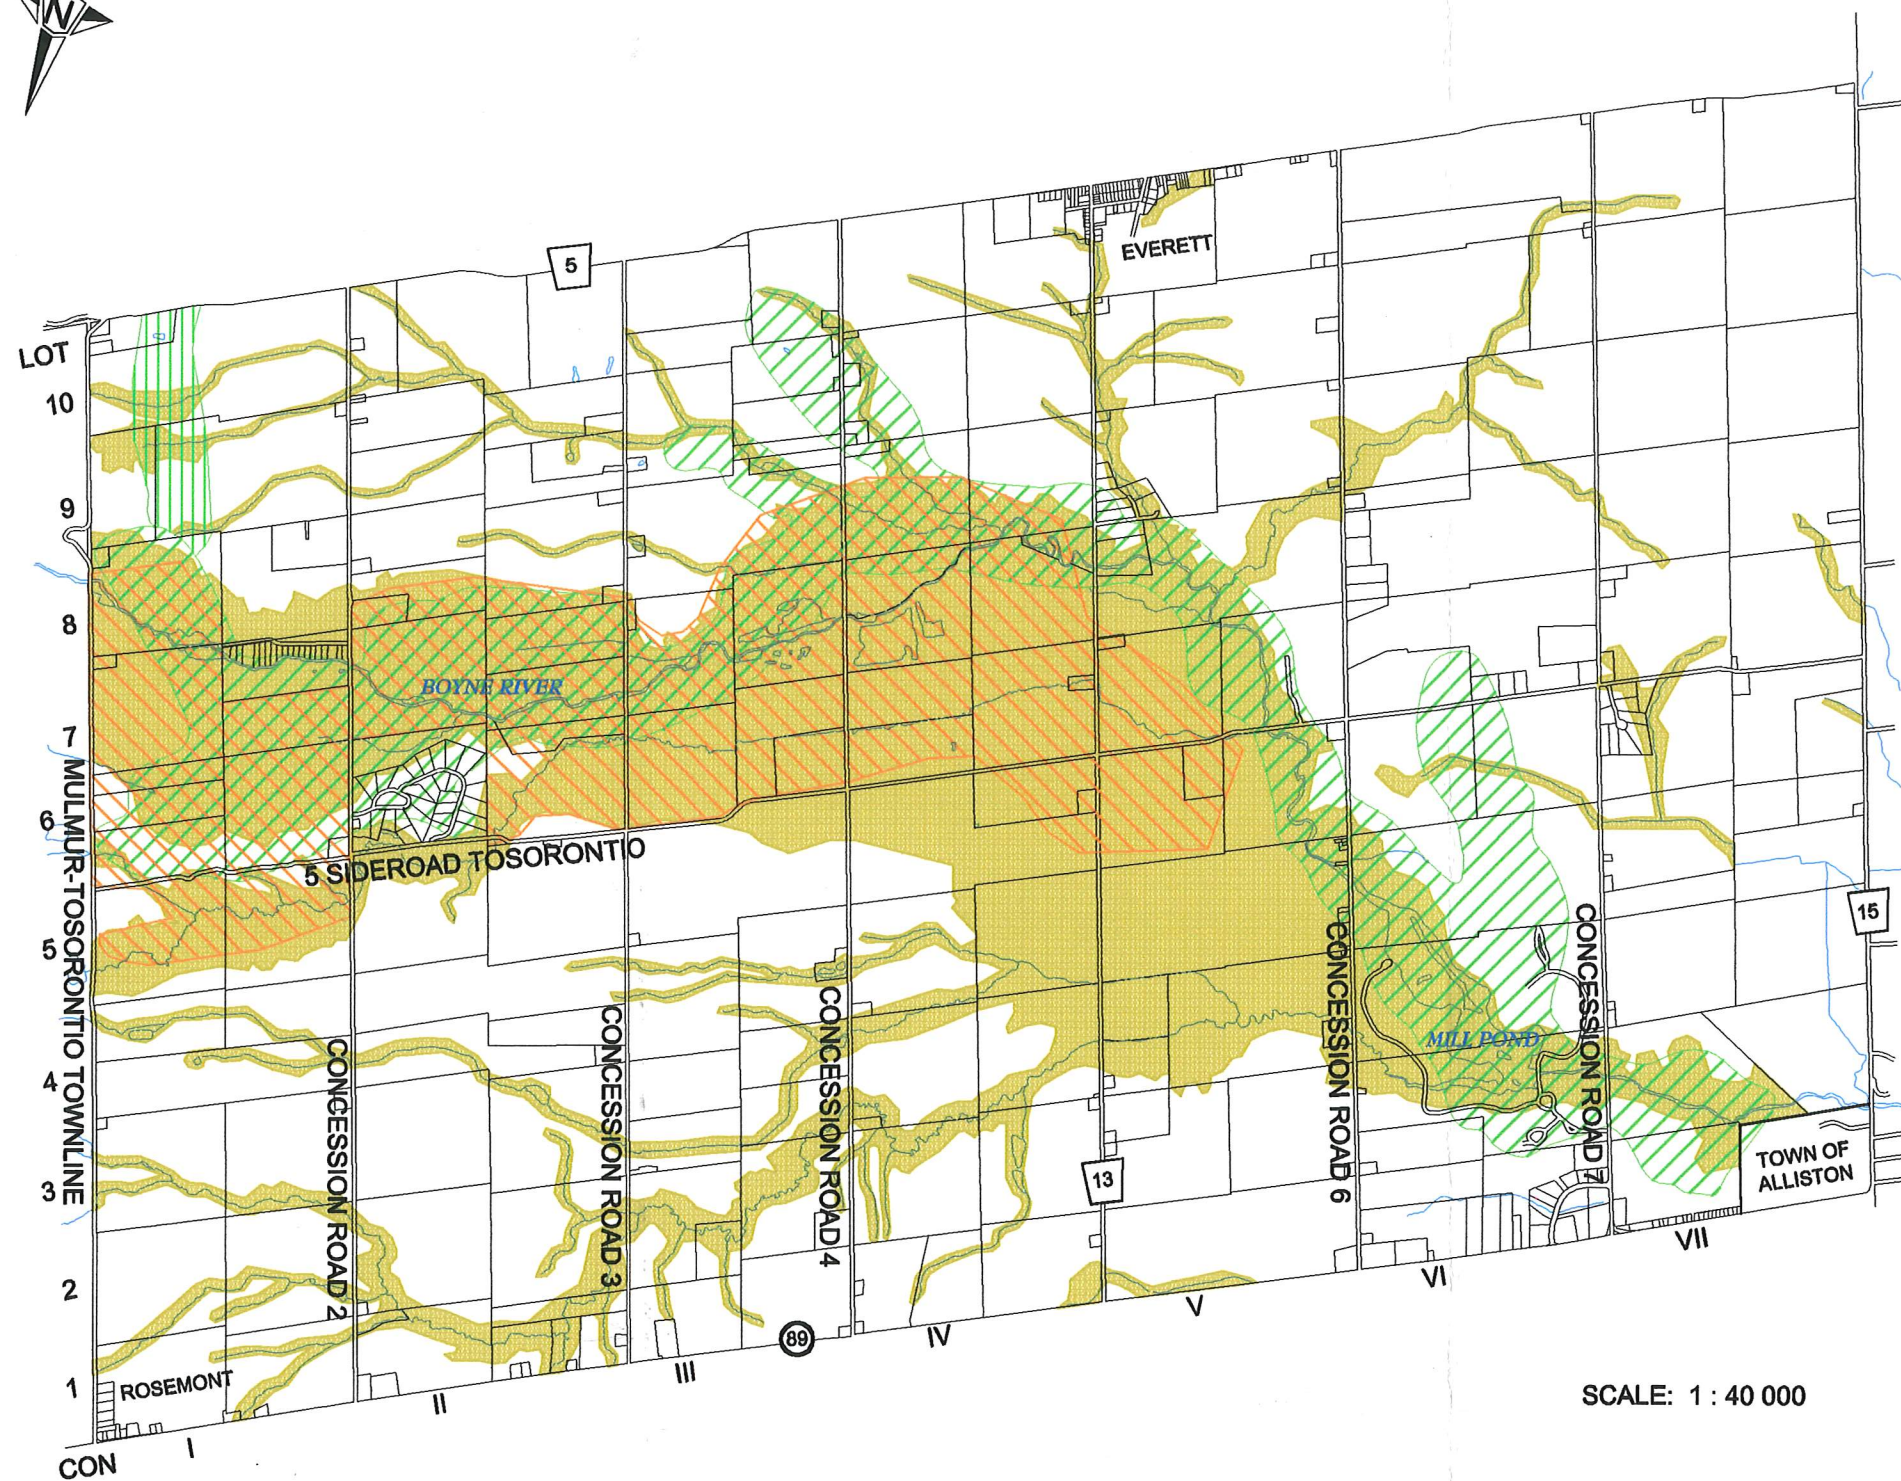 N
5
EVERETT
LOT
10
9
8
7
6
5
4
3
2
1
BOYNE RIVER
5 SIDEROAD TOSORONTIO
MULMUR-TOSORONTIO TOWNLINE
CONCESSION ROAD 2
CONCESSION ROAD 3
CONCESSION ROAD 4
CONCESSION ROAD 6
CONCESSION ROAD 7
15
MILL POND
13
TOWN OF
ALLISTON
89
ROSEMONT
CON
I
II
III
IV
V
VI
VII
SCALE: 1 : 40 000